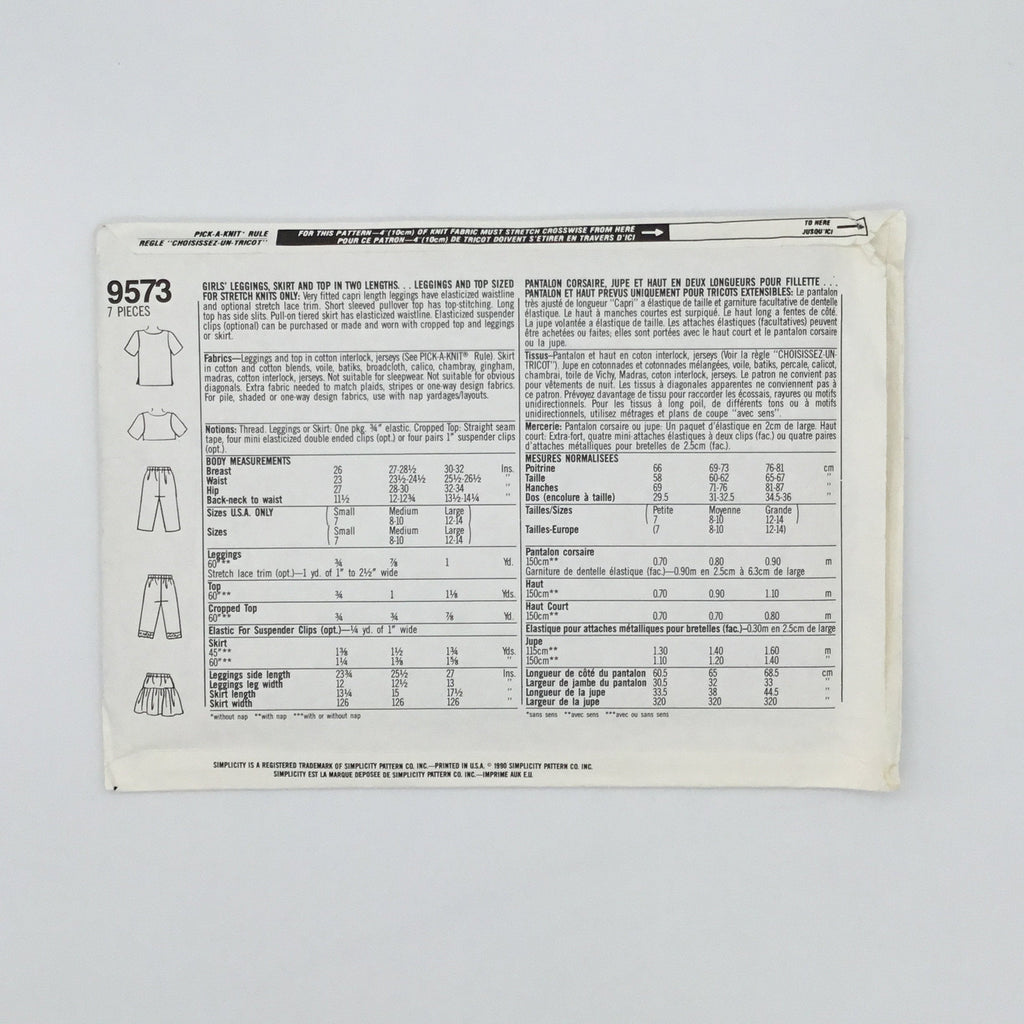 PICK-A-KNIT® RULE
REGLE "CHOISISSEZ-UN-TRICOT"
FOR THIS PATTERN—4"(10cm) OF KNIT FABRIC MUST STRETCH CROSSWISE FROM HERE
POUR CE PATRON—4"(10cm) DE TRICOT DOIVENT S'ETIRER EN TRAVERS D'ICI
TO HERE
JUSQU'ICI
9573
7 PIECES
GIRLS' LEGGINGS, SKIRT AND TOP IN TWO LENGTHS. . . LEGGINGS AND TOP SIZED
FOR STRETCH KNITS ONLY: Very fitted capri length leggings have elasticized waistline
and optional stretch lace trim. Short sleeved pullover top has top-stitching. Long
top has side slits. Pull-on tiered skirt has elasticized waistline. Elasticized suspender
clips (optional) can be purchased or made and worn with cropped top and leggings
or skirt.
Fabrics—Leggings and top in cotton interlock, jerseys (See PICK-A-KNIT® Rule). Skirt
in cotton and cotton blends, voile, batiks, broadcloth, calico, chambray, gingham,
madras, cotton interlock, jerseys. Not suitable for sleepwear. Not suitable for obvious
diagonals. Extra fabric needed to match plaids, stripes or one-way design fabrics.
For pile, shaded or one-way design fabrics, use with nap yardages/layouts.
Notions: Thread. Leggings or Skirt: One pkg. ¾" elastic. Cropped Top: Straight seam
tape, four mini elasticized double ended clips (opt.) or four pairs 1" suspender clips
(opt.)
BODY MEASUREMENTS
Breast 26 27-28½ 30-32 Ins.
Waist 23 23½-24½ 25½-26½ "
Hip 27 28-30 32-34 "
Back-neck to waist 11½ 12-12¾ 13½-14¼ "
Sizes U.S.A. ONLY Small Medium Large
7 8-10 12-14
Sizes Small Medium Large
7 8-10 12-14
Leggings
60"** ¾ ⅞ 1 Yd.
Stretch lace trim (opt.)—1 yd. of 1" to 2½" wide
Top
60"** ¾ 1 1⅛ Yds.
Cropped Top
60"** ¾ ¾ ⅞ Yd.
Elastic For Suspender Clips (opt.)—¼ yd. of 1" wide
Skirt
45"** 1⅜ 1½ 1¾ Yds.
60"** 1¼ 1⅜ 1⅝ "
Leggings side length 23¾ 25½ 27 Ins.
Leggings leg width 12 12½ 13 "
Skirt length 13¼ 15 17½ "
Skirt width 126 126 126 "
*without nap **with nap ***with or without nap
PANTALON CORSAIRE, JUPE ET HAUT EN DEUX LONGUEURS POUR FILLETTE . . .
PANTALON ET HAUT PREVUS UNIQUEMENT POUR TRICOTS EXTENSIBLES: Le pantalon
très ajusté de longueur "Capri" a élastique de taille et garniture facultative de dentelle
élastique. Le haut à manches courtes est surpiqué. Le haut long a fentes de côté.
La jupe volantée a élastique de taille. Les attaches élastiques (facultatives) peuvent
être achetées ou faites; elles sont portées avec le haut court et le pantalon corsaire
ou la jupe.
Tissus—Pantalon et haut en coton interlock, jerseys (Voir la règle "CHOISISSEZ-UN-
TRICOT"). Jupe en cotonnades et cotonnades mélangées, voile, batiks, percale, calicot,
chambrai, toile de Vichy, Madras, coton interlock, jerseys. Le patron ne convient pas
pour vêtements de nuit. Les tissus à diagonales apparentes ne conviennent pas à
ce patron. Prévoyez davantage de tissu pour raccorder les écossais, rayures ou motifs
unidirectionnels. Pour les tissus à long poil, de différents tons ou à motifs
unidirectionnels, utilisez métrages et plans de coupe "avec sens".
Mercerie: Pantalon corsaire ou jupe: Un paquet d'élastique en 2cm de large. Haut
court: Extra-fort, quatre mini attaches élastiques à deux clips (fac.) ou quatre paires
d'attaches métalliques pour bretelles de 2.5cm (fac.).
MESURES NORMALISEES
Poitrine 66 69-73 76-81 cm
Taille 58 60-62 65-67 "
Hanches 69 71-76 81-87 "
Dos (encolure à taille) 29.5 31-32.5 34.5-36 "
Tailles/Sizes Petite Moyenne Grande
7 8-10 12-14
Tailles-Europe (7 8-10 12-14)
Pantalon corsaire
150cm** 0.70 0.80 0.90 m
Garniture de dentelle élastique (fac.)—0.90m en 2.5cm à 6.3cm de large
Haut
150cm** 0.70 0.90 1.10 m
Haut Court
150cm** 0.70 0.70 0.80 m
Elastique pour attaches métalliques pour bretelles (fac.)—0.30m en 2.5cm de large
Jupe
115cm** 1.30 1.40 1.60 m
150cm** 1.10 1.20 1.40 "
Longueur de côté du pantalon 60.5 65 68.5 cm
Largeur de jambe du pantalon 30.5 32 33 "
Longueur de la jupe 33.5 38 44.5 "
Largeur de la jupe 320 320 320 "
*sans sens **avec sens ***avec ou sans sens
SIMPLICITY IS A REGISTERED TRADEMARK OF SIMPLICITY PATTERN CO. INC.—PRINTED IN U.S.A. © 1990 SIMPLICITY PATTERN CO. INC.
SIMPLICITY EST LA MARQUE DEPOSEE DE SIMPLICITY PATTERN CO. INC.—IMPRIME AUX E.U.